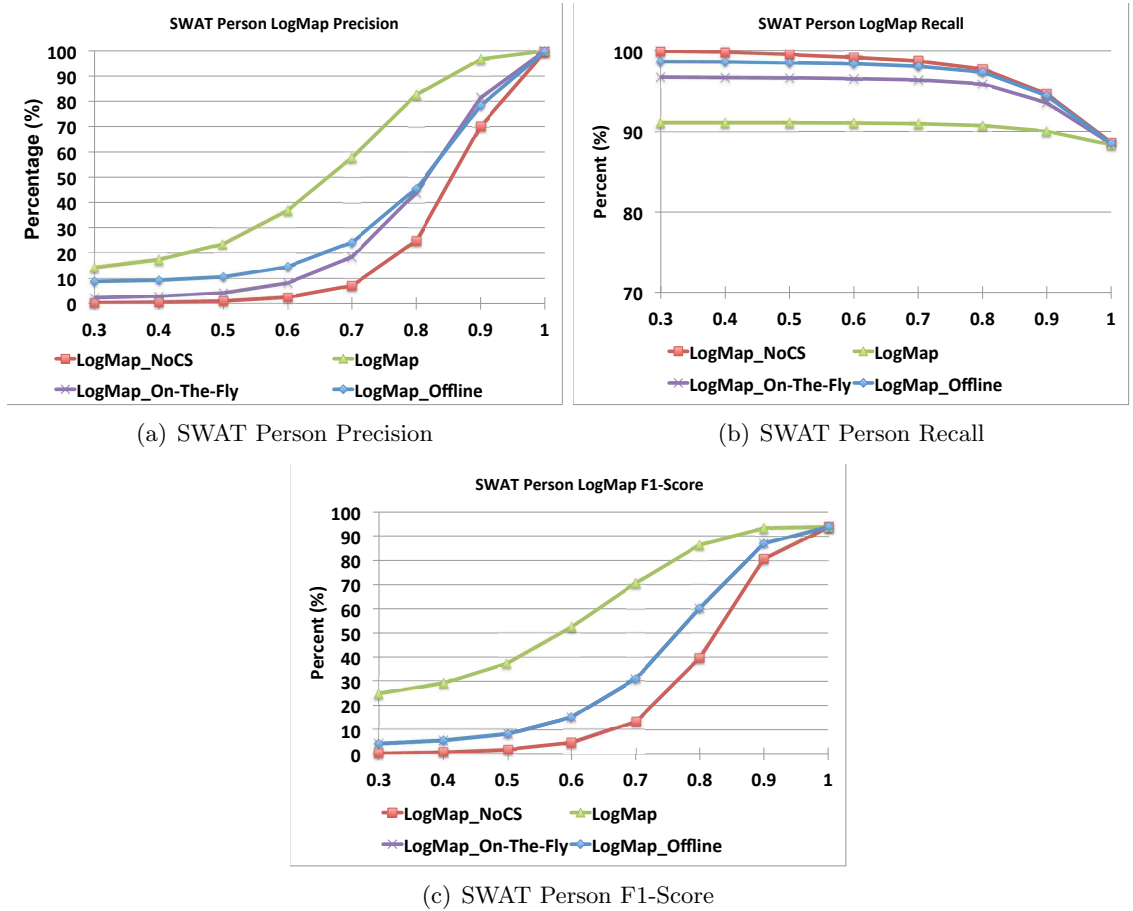 SWAT Person LogMap Precision
Percentage (%)
100
90
80
70
60
50
40
30
20
10
0
0.3 0.4 0.5 0.6 0.7 0.8 0.9 1
LogMap_NoCS LogMap
LogMap_On-The-Fly LogMap_Offline
(a) SWAT Person Precision
SWAT Person LogMap Recall
Percent (%)
100
90
80
70
0.3 0.4 0.5 0.6 0.7 0.8 0.9 1
LogMap_NoCS LogMap
LogMap_On-The-Fly LogMap_Offline
(b) SWAT Person Recall
SWAT Person LogMap F1-Score
Percent (%)
100
90
80
70
60
50
40
30
20
10
0
0.3 0.4 0.5 0.6 0.7 0.8 0.9 1
LogMap_NoCS LogMap
LogMap_On-The-Fly LogMap_Offline
(c) SWAT Person F1-Score